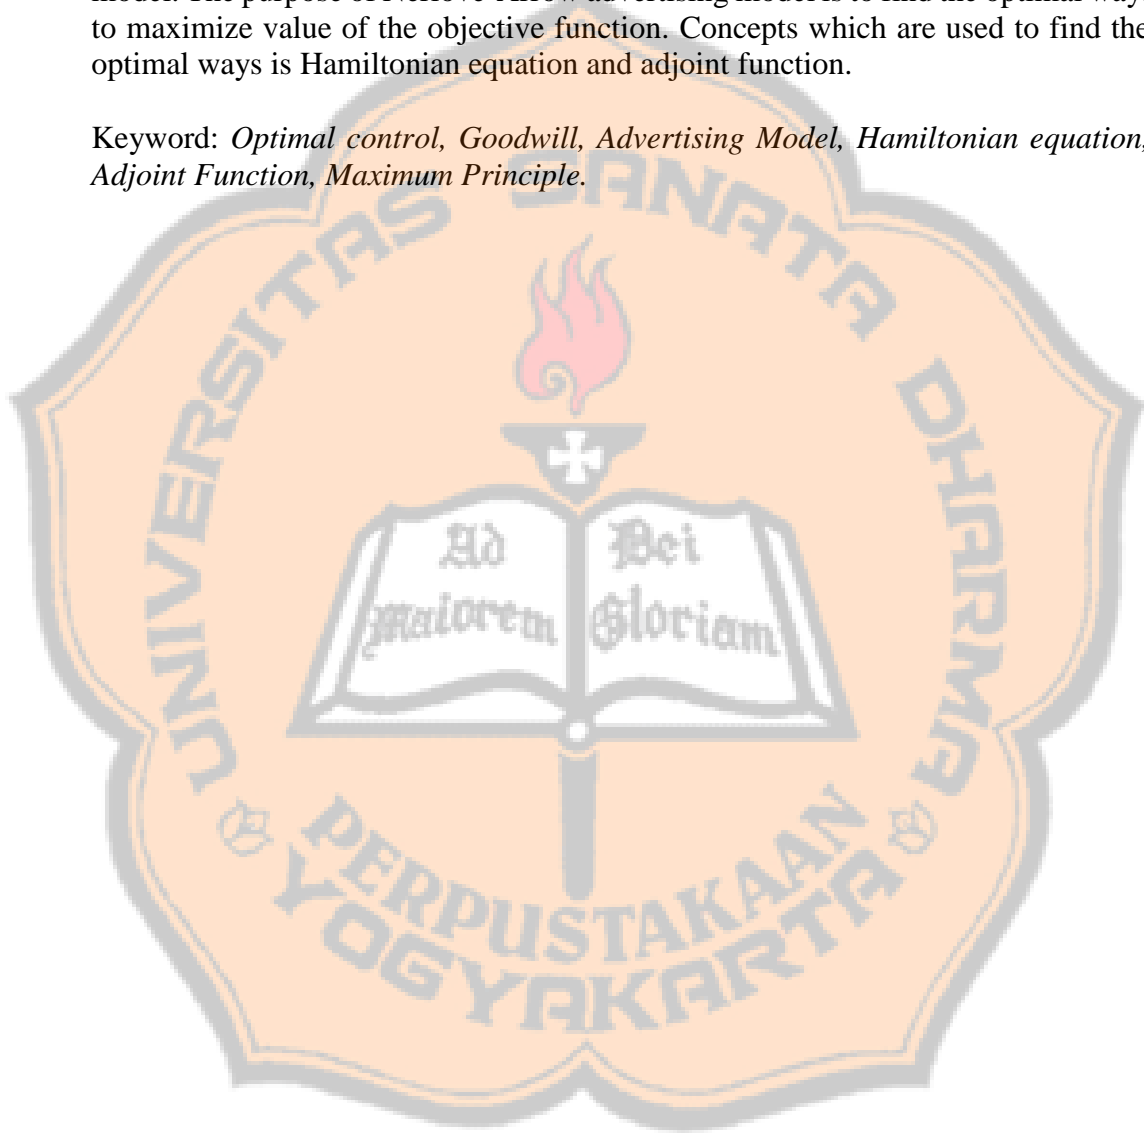 to maximize value of the objective function. Concepts which are used to find the
optimal ways is Hamiltonian equation and adjoint function.
Keyword: Optimal control, Goodwill, Advertising Model, Hamiltonian equation,
Adjoint Function, Maximum Principle.
UNIVERSITAS SANATA DHARMA
Ad Dei
Maiorem Gloriam
PERPUSTAKAAN
YOGYAKARTA